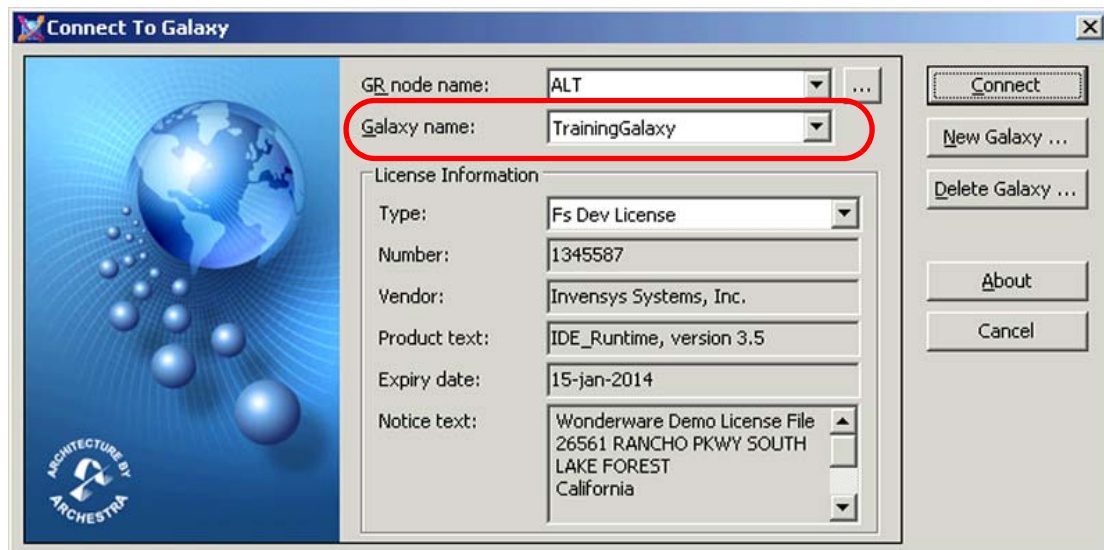 Connect To Galaxy
GR node name: ALT ...
Galaxy name: TrainingGalaxy
License Information
Type: Fs Dev License
Number: 1345587
Vendor: Invensys Systems, Inc.
Product text: IDE_Runtime, version 3.5
Expiry date: 15-jan-2014
Notice text: Wonderware Demo License File
26561 RANCHO PKWY SOUTH
LAKE FOREST
California
Connect
New Galaxy ...
Delete Galaxy ...
About
Cancel
ARCHITECTURE BY
ARCHESTRA